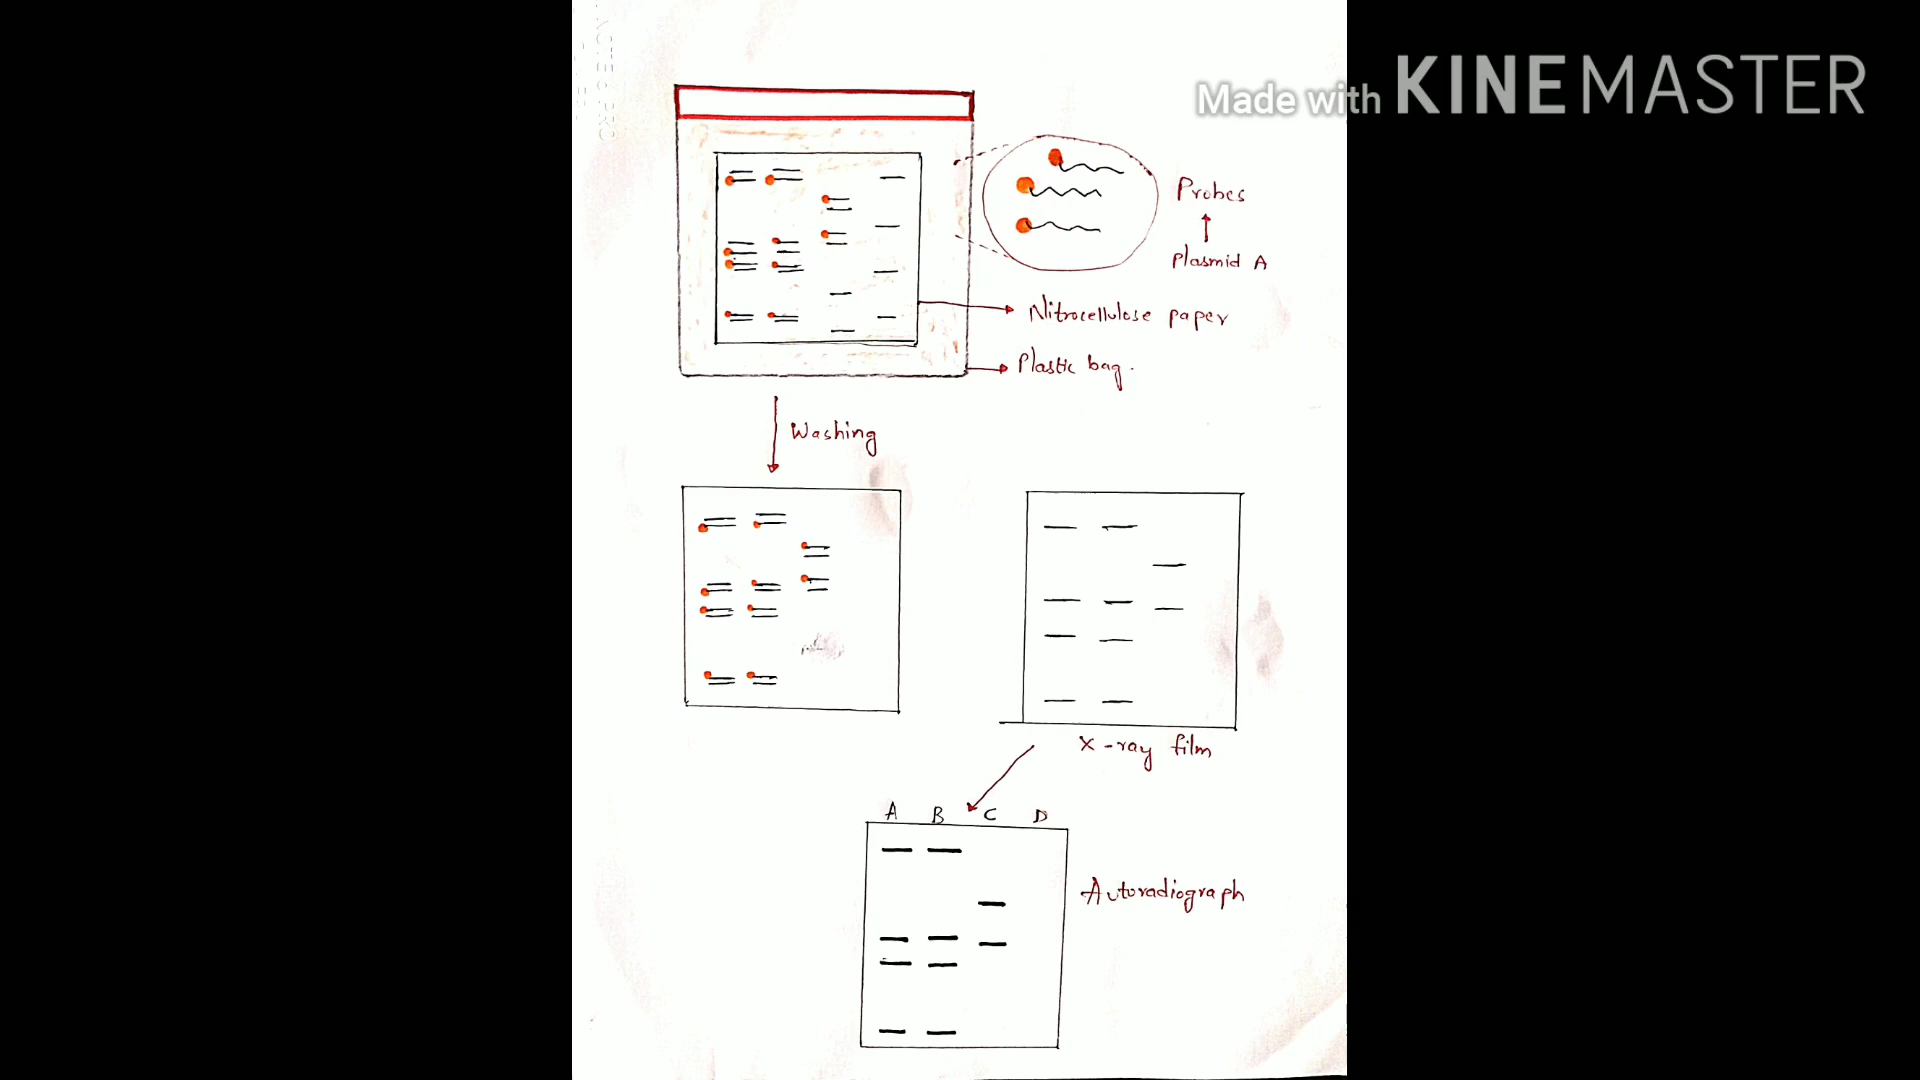 Made with KINEMASTER
Probes
Plasmid A
Nitrocellulose paper
Plastic bag.
Washing
X-ray film
A B C D
Autoradiograph